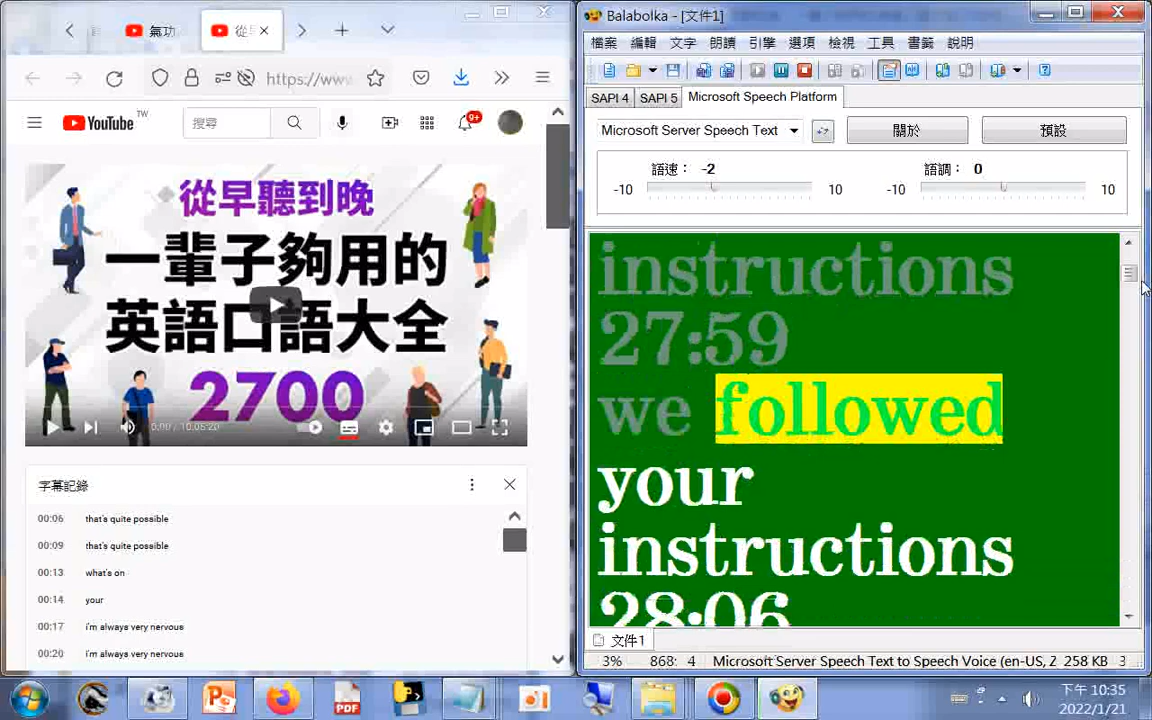 氣功
從
https://www
YouTube TW
搜尋
9+
從早聽到晚
一輩子夠用的
英語口語大全
2700
0:00 / 10:05:20
字幕記錄
00:06 that's quite possible
00:09 that's quite possible
00:13 what's on
00:14 your
00:17 i'm always very nervous
00:20 i'm always very nervous
Balabolka - [文件1]
檔案 編輯 文字 朗讀 引擎 選項 檢視 工具 書籤 說明
SAPI 4 SAPI 5 Microsoft Speech Platform
Microsoft Server Speech Text 關於 預設
語速： -2 語調： 0
-10 10 -10 10
instructions
27:59
we followed
your
instructions
28:06
文件1
3% 868: 4 Microsoft Server Speech Text to Speech Voice (en-US, Z 258 KB 3
PDF
下午 10:35
2022/1/21